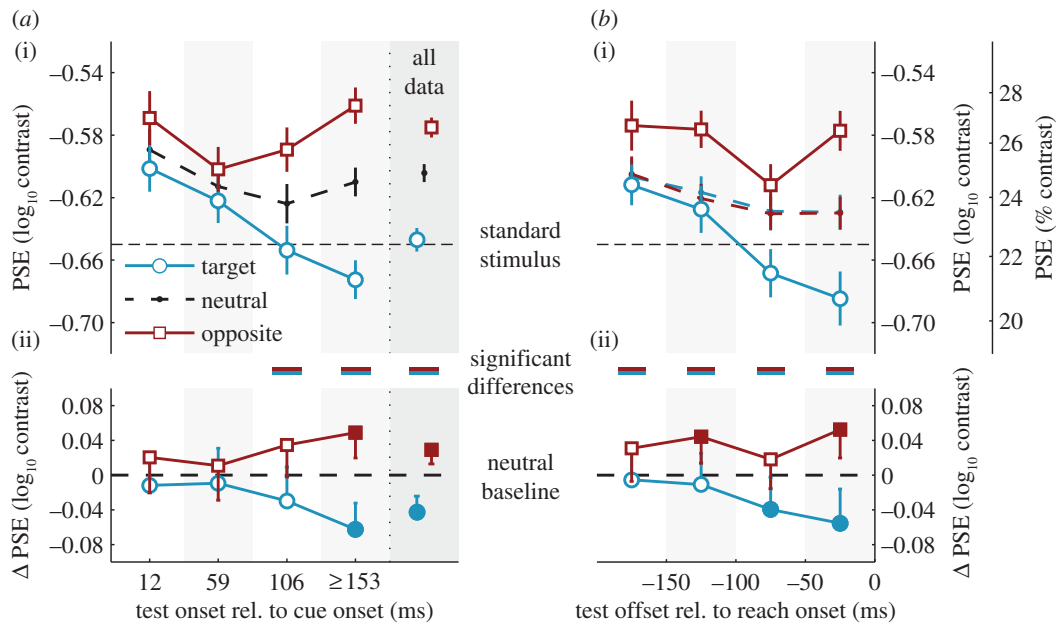 (a)
(b)
(i)
(i)
all
data
−0.54
−0.58
−0.62
−0.66
−0.70
PSE (log10 contrast)
target
neutral
opposite
standard
stimulus
−0.54
−0.58
−0.62
−0.66
−0.70
PSE (log10 contrast)
28
26
24
22
20
PSE (% contrast)
(ii)
significant
differences
(ii)
0.08
0.04
0
−0.04
−0.08
Δ PSE (log10 contrast)
neutral
baseline
0.08
0.04
0
−0.04
−0.08
Δ PSE (log10 contrast)
12
59
106
≥153
test onset rel. to cue onset (ms)
−150
−100
−50
0
test offset rel. to reach onset (ms)